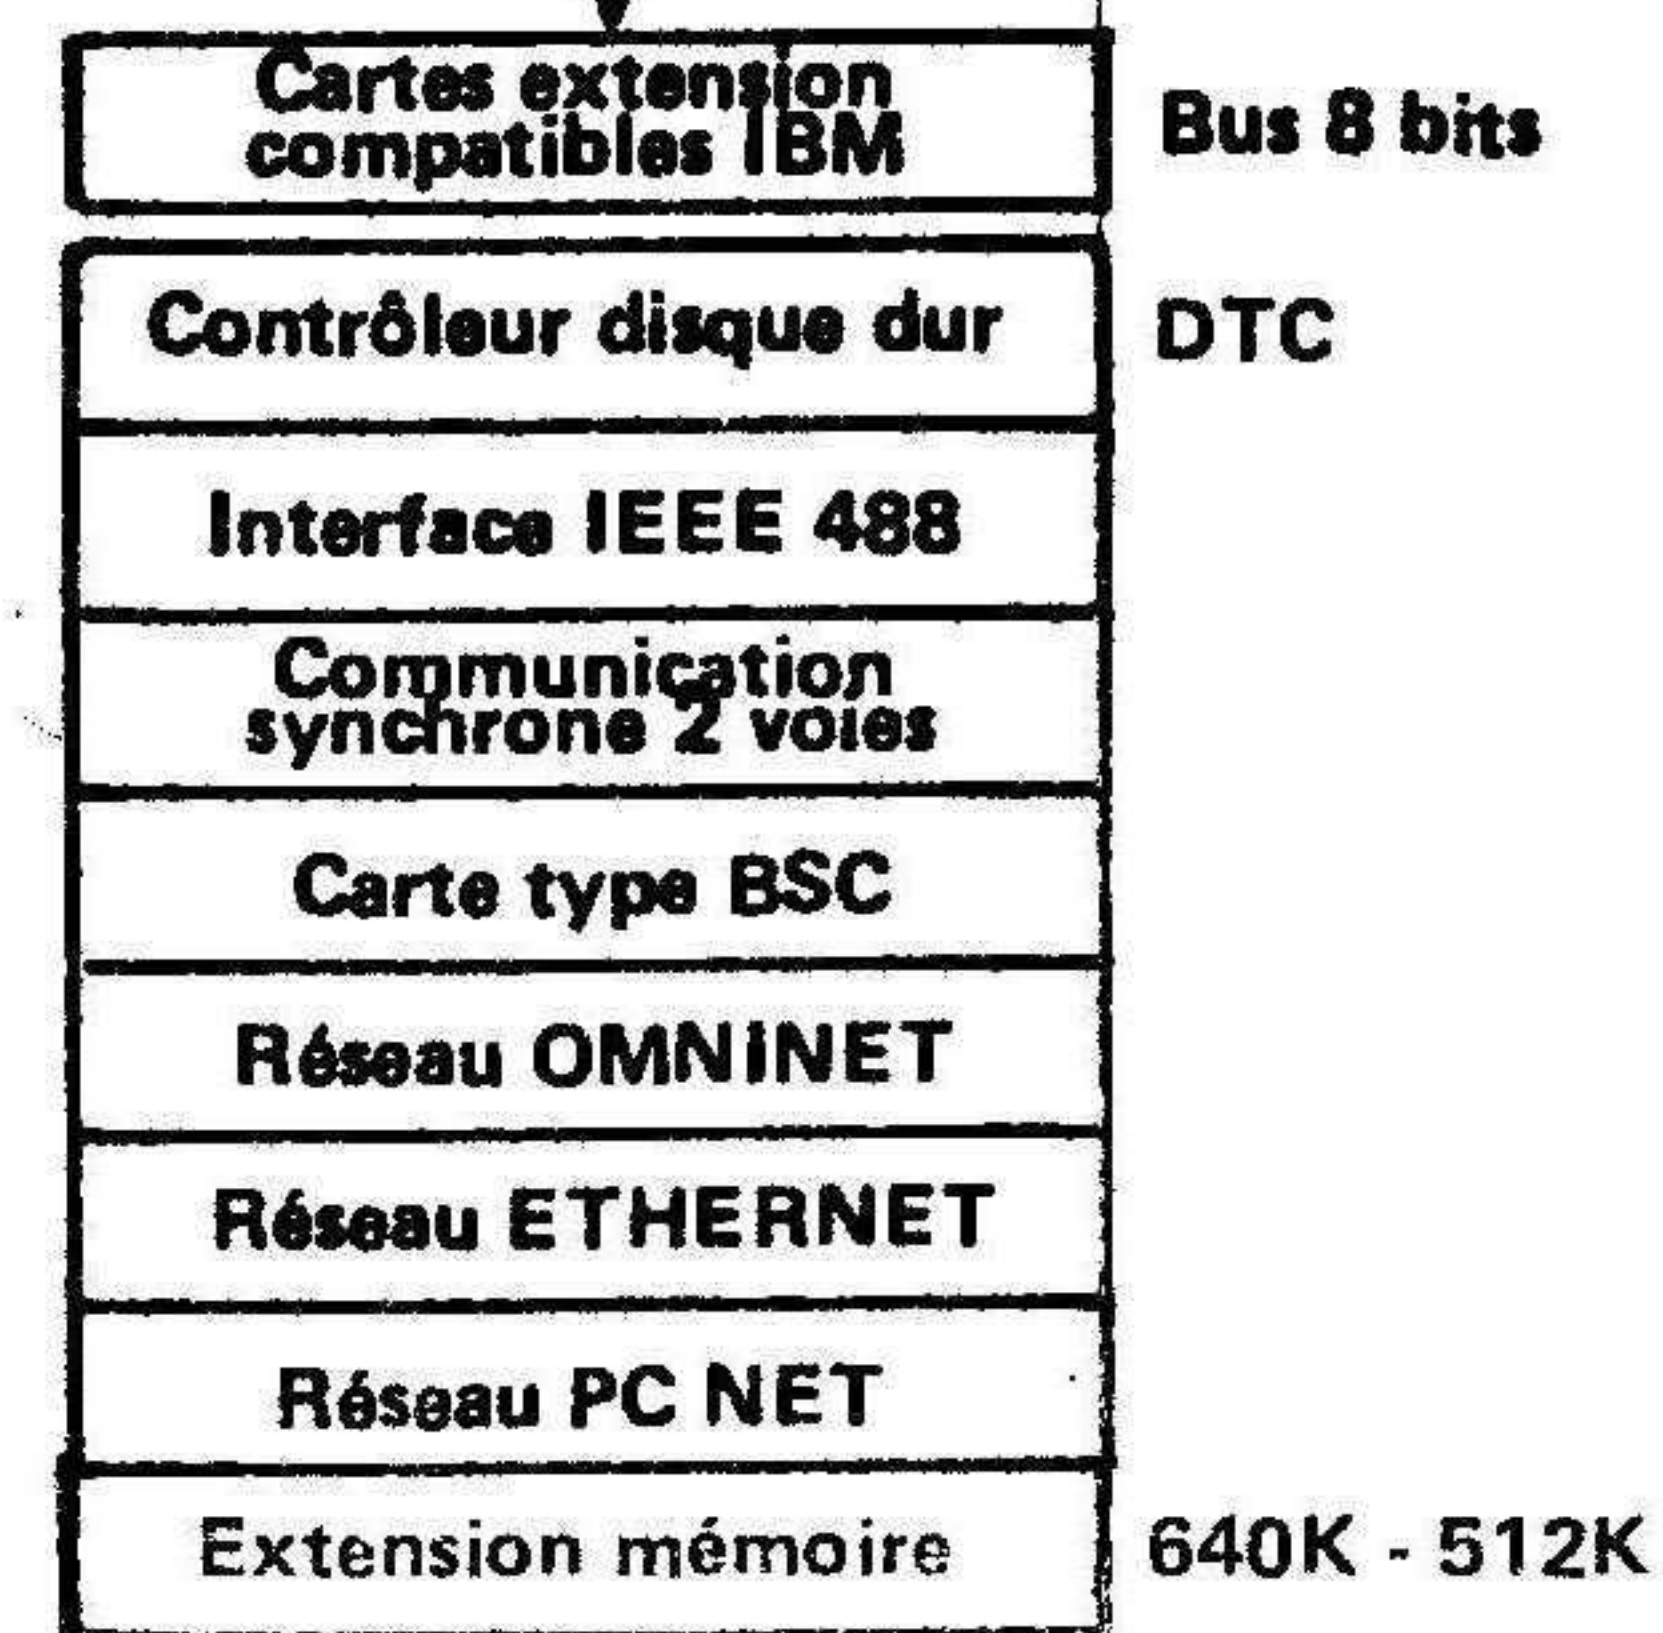 Cartes extension
compatibles IBM
Bus 8 bits
Contrôleur disque dur
DTC
Interface IEEE 488
Communication
synchrone 2 voies
Carte type BSC
Réseau OMNINET
Réseau ETHERNET
Réseau PC NET
Extension mémoire
640K - 512K